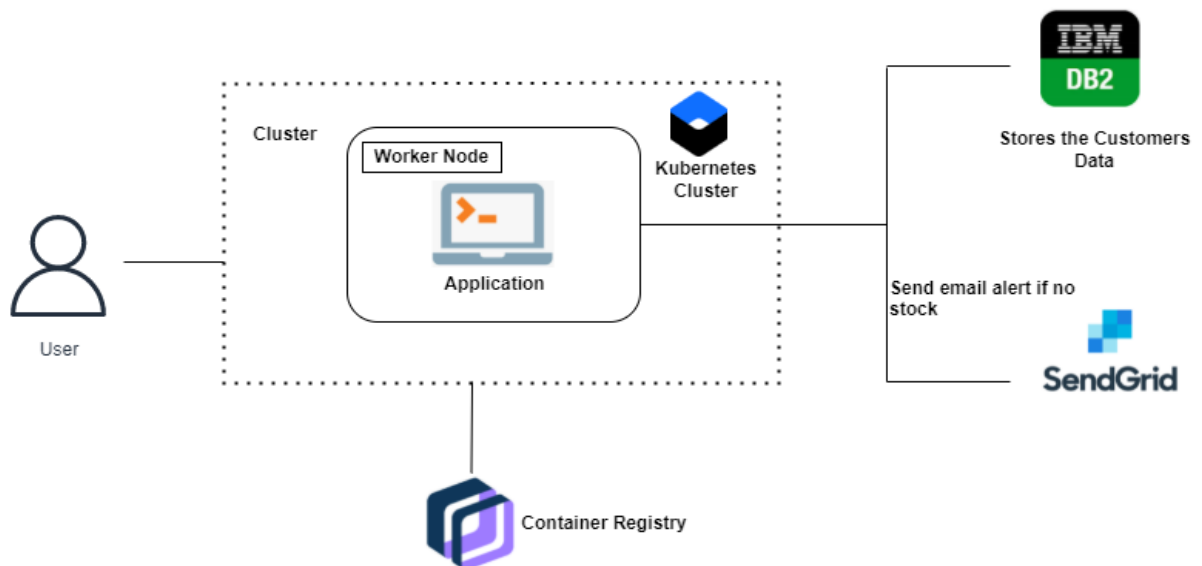 IBM
DB2
Stores the Customers
Data
Cluster
Worker Node
Kubernetes
Cluster
Application
Send email alert if no
stock
SendGrid
User
Container Registry